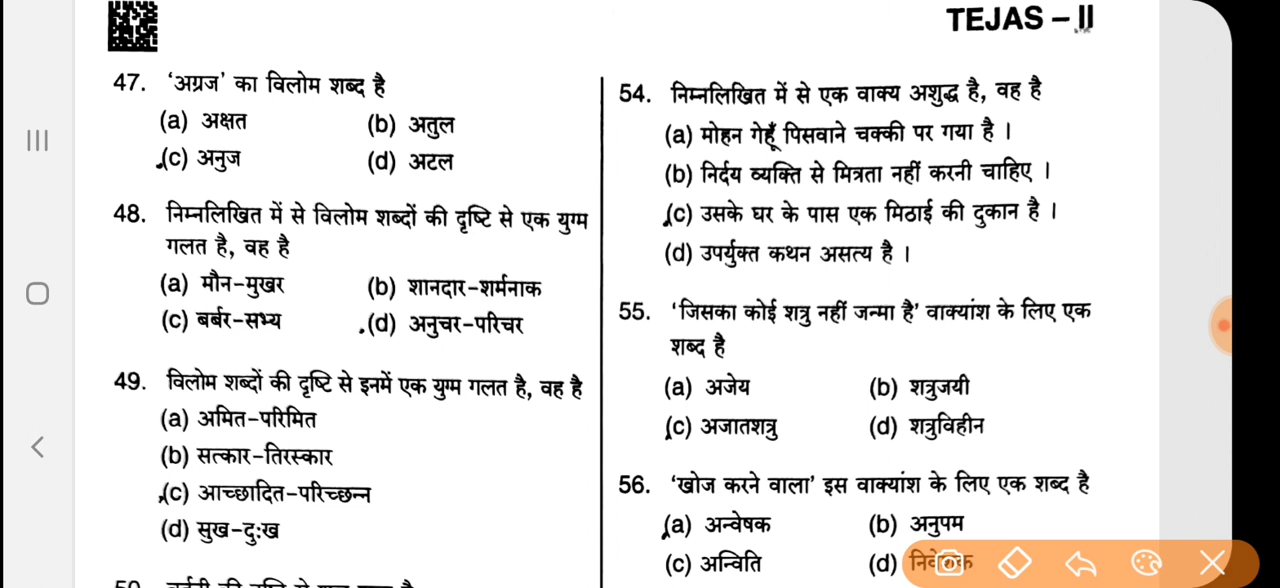 TEJAS – II
47. ‘अग्रज’ का विलोम शब्द है
(a) अक्षत (b) अतुल
(c) अनुज (d) अटल
48. निम्नलिखित में से विलोम शब्दों की दृष्टि से एक युग्म
गलत है, वह है
(a) मौन-मुखर (b) शानदार-शर्मनाक
(c) बर्बर-सभ्य (d) अनुचर-परिचर
49. विलोम शब्दों की दृष्टि से इनमें एक युग्म गलत है, वह है
(a) अमित-परिमित
(b) सत्कार-तिरस्कार
(c) आच्छादित-परिच्छन्न
(d) सुख-दुःख
54. निम्नलिखित में से एक वाक्य अशुद्ध है, वह है
(a) मोहन गेहूँ पिसवाने चक्की पर गया है ।
(b) निर्दय व्यक्ति से मित्रता नहीं करनी चाहिए ।
(c) उसके घर के पास एक मिठाई की दुकान है ।
(d) उपर्युक्त कथन असत्य है ।
55. ‘जिसका कोई शत्रु नहीं जन्मा है’ वाक्यांश के लिए एक
शब्द है
(a) अजेय (b) शत्रुजयी
(c) अजातशत्रु (d) शत्रुविहीन
56. ‘खोज करने वाला’ इस वाक्यांश के लिए एक शब्द है
(a) अन्वेषक (b) अनुपम
(c) अन्विति (d)